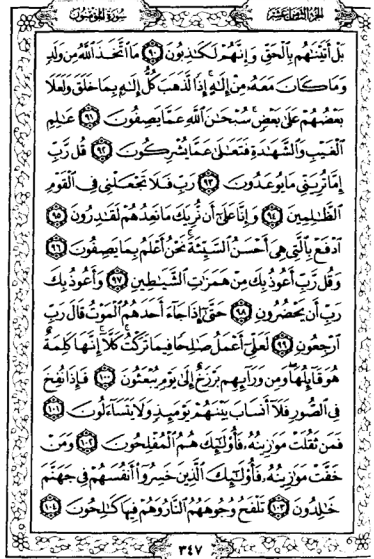 الجزء الثامن عشر
سورة المؤمنون
بَلْ أَتَيْنَٰهُم بِالْحَقِّ وَإِنَّهُمْ لَكَٰذِبُونَ ٩٠ مَا اتَّخَذَ اللَّهُ مِن وَلَدٍ
وَمَا كَانَ مَعَهُ مِنْ إِلَٰهٍ إِذًا لَّذَهَبَ كُلُّ إِلَٰهٍ بِمَا خَلَقَ وَلَعَلَا
بَعْضُهُمْ عَلَىٰ بَعْضٍ سُبْحَٰنَ اللَّهِ عَمَّا يَصِفُونَ ٩١ عَٰلِمِ
الْغَيْبِ وَالشَّهَٰدَةِ فَتَعَٰلَىٰ عَمَّا يُشْرِكُونَ ٩٢ قُل رَّبِّ
إِمَّا تُرِيَنِّي مَا يُوعَدُونَ ٩٣ رَبِّ فَلَا تَجْعَلْنِي فِي الْقَوْمِ
الظَّٰلِمِينَ ٩٤ وَإِنَّا عَلَىٰ أَن نُّرِيَكَ مَا نَعِدُهُمْ لَقَٰدِرُونَ ٩٥
ادْفَعْ بِالَّتِي هِيَ أَحْسَنُ السَّيِّئَةَ نَحْنُ أَعْلَمُ بِمَا يَصِفُونَ ٩٦
وَقُل رَّبِّ أَعُوذُ بِكَ مِنْ هَمَزَٰتِ الشَّيَٰطِينِ ٩٧ وَأَعُوذُ بِكَ
رَبِّ أَن يَحْضُرُونِ ٩٨ حَتَّىٰ إِذَا جَاءَ أَحَدَهُمُ الْمَوْتُ قَالَ رَبِّ
ارْجِعُونِ ٩٩ لَعَلِّي أَعْمَلُ صَٰلِحًا فِيمَا تَرَكْتُ كَلَّا إِنَّهَا كَلِمَةٌ
هُوَ قَائِلُهَا وَمِن وَرَائِهِم بَرْزَخٌ إِلَىٰ يَوْمِ يُبْعَثُونَ ١٠٠ فَإِذَا نُفِخَ
فِي الصُّورِ فَلَا أَنسَابَ بَيْنَهُمْ يَوْمَئِذٍ وَلَا يَتَسَاءَلُونَ ١٠١
فَمَن ثَقُلَتْ مَوَٰزِينُهُ فَأُولَٰئِكَ هُمُ الْمُفْلِحُونَ ١٠٢ وَمَنْ
خَفَّتْ مَوَٰزِينُهُ فَأُولَٰئِكَ الَّذِينَ خَسِرُوا أَنفُسَهُمْ فِي جَهَنَّمَ
خَٰلِدُونَ ١٠٣ تَلْفَحُ وُجُوهَهُمُ النَّارُ وَهُمْ فِيهَا كَٰلِحُونَ ١٠٤
٣٤٧